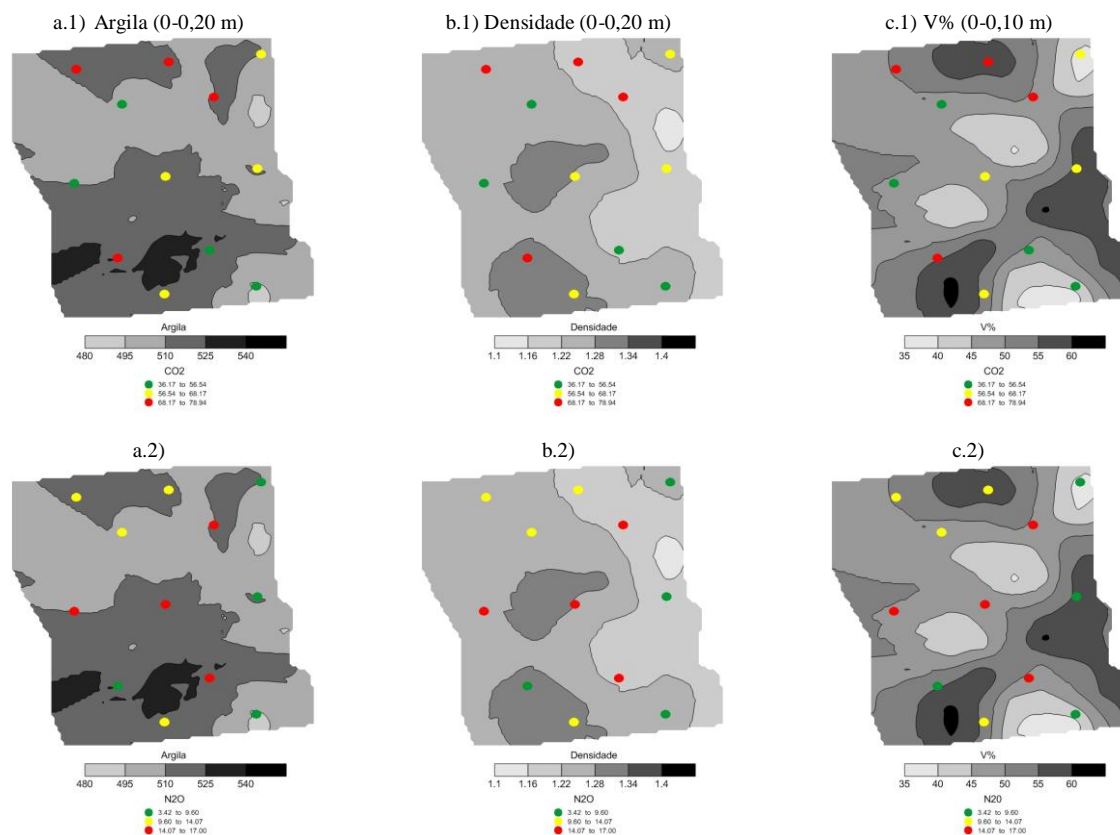 a.1) Argila (0-0,20 m)
b.1) Densidade (0-0,20 m)
c.1) V% (0-0,10 m)
Argila
480 495 510 525 540
CO2
36.17 to 56.54
56.54 to 68.17
68.17 to 78.94
Densidade
1.1 1.16 1.22 1.28 1.34 1.4
CO2
36.17 to 56.54
56.54 to 68.17
68.17 to 78.94
V%
35 40 45 50 55 60
CO2
36.17 to 56.54
56.54 to 68.17
68.17 to 78.94
a.2)
b.2)
c.2)
Argila
480 495 510 525 540
N2O
3.42 to 9.60
9.60 to 14.07
14.07 to 17.00
Densidade
1.1 1.16 1.22 1.28 1.34 1.4
N2O
3.42 to 9.60
9.60 to 14.07
14.07 to 17.00
V%
35 40 45 50 55 60
N20
3.42 to 9.60
9.60 to 14.07
14.07 to 17.00